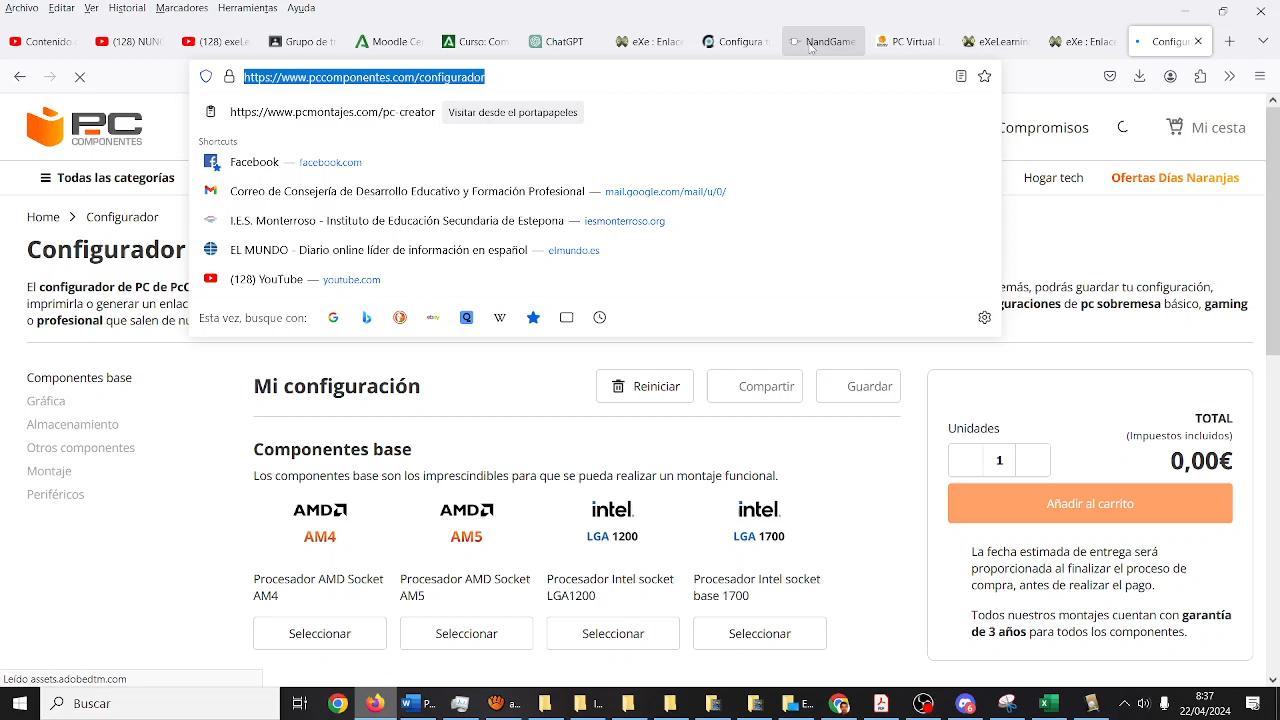 Archivo Editar Ver Historial Marcadores Herramientas Ayuda
Contenido
(128) NUNC
(128) exeLe
Grupo de t
Contenido Acad
Curso: Com
ChatGPT
eXe : Enlace
Configura t
NandGame
PC Virtual L
eXeLearnin
eXe : Enlace
Configur
https://www.pccomponentes.com/configurador
https://www.pcmontajes.com/pc-creator Visitar desde el portapapeles
Shortcuts
Facebook — facebook.com
Correo de Consejería de Desarrollo Educativo y Formación Profesional — mail.google.com/mail/u/0/
I.E.S. Monterroso - Instituto de Educación Secundaria de Estepona — iesmonterroso.org
EL MUNDO - Diario online líder de información en español — elmundo.es
(128) YouTube — youtube.com
Esta vez, busque con:
PC COMPONENTES
ompromisos
Mi cesta
Todas las categorías
Hogar tech
Ofertas Días Naranjas
Home > Configurador
Configurador
El configurador de PC de PcC
emás, podrás guardar tu configuración,
imprimirla o generar un enlac
guraciones de pc sobremesa básico, gaming
o profesional que salen de nu
Componentes base
Gráfica
Almacenamiento
Otros componentes
Montaje
Periféricos
Mi configuración
Reiniciar
Compartir
Guardar
Componentes base
Los componentes base son los imprescindibles para que se pueda realizar un montaje funcional.
AMD AM4
AMD AM5
intel. LGA 1200
intel. LGA 1700
Procesador AMD Socket AM4
Procesador AMD Socket AM5
Procesador Intel socket LGA1200
Procesador Intel socket base 1700
Seleccionar
Seleccionar
Seleccionar
Seleccionar
Unidades
1
TOTAL
(Impuestos incluidos)
0,00€
Añadir al carrito
La fecha estimada de entrega será
proporcionada al finalizar el proceso de
compra, antes de realizar el pago.
Todos nuestros montajes cuentan con garantía
de 3 años para todos los componentes.
Leído assets.adobedtm.com
Buscar
8:37
22/04/2024